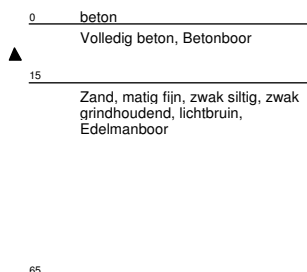 0 beton
Volledig beton, Betonboor
15
Zand, matig fijn, zwak siltig, zwak
grindhoudend, lichtbruin,
Edelmanboor
65